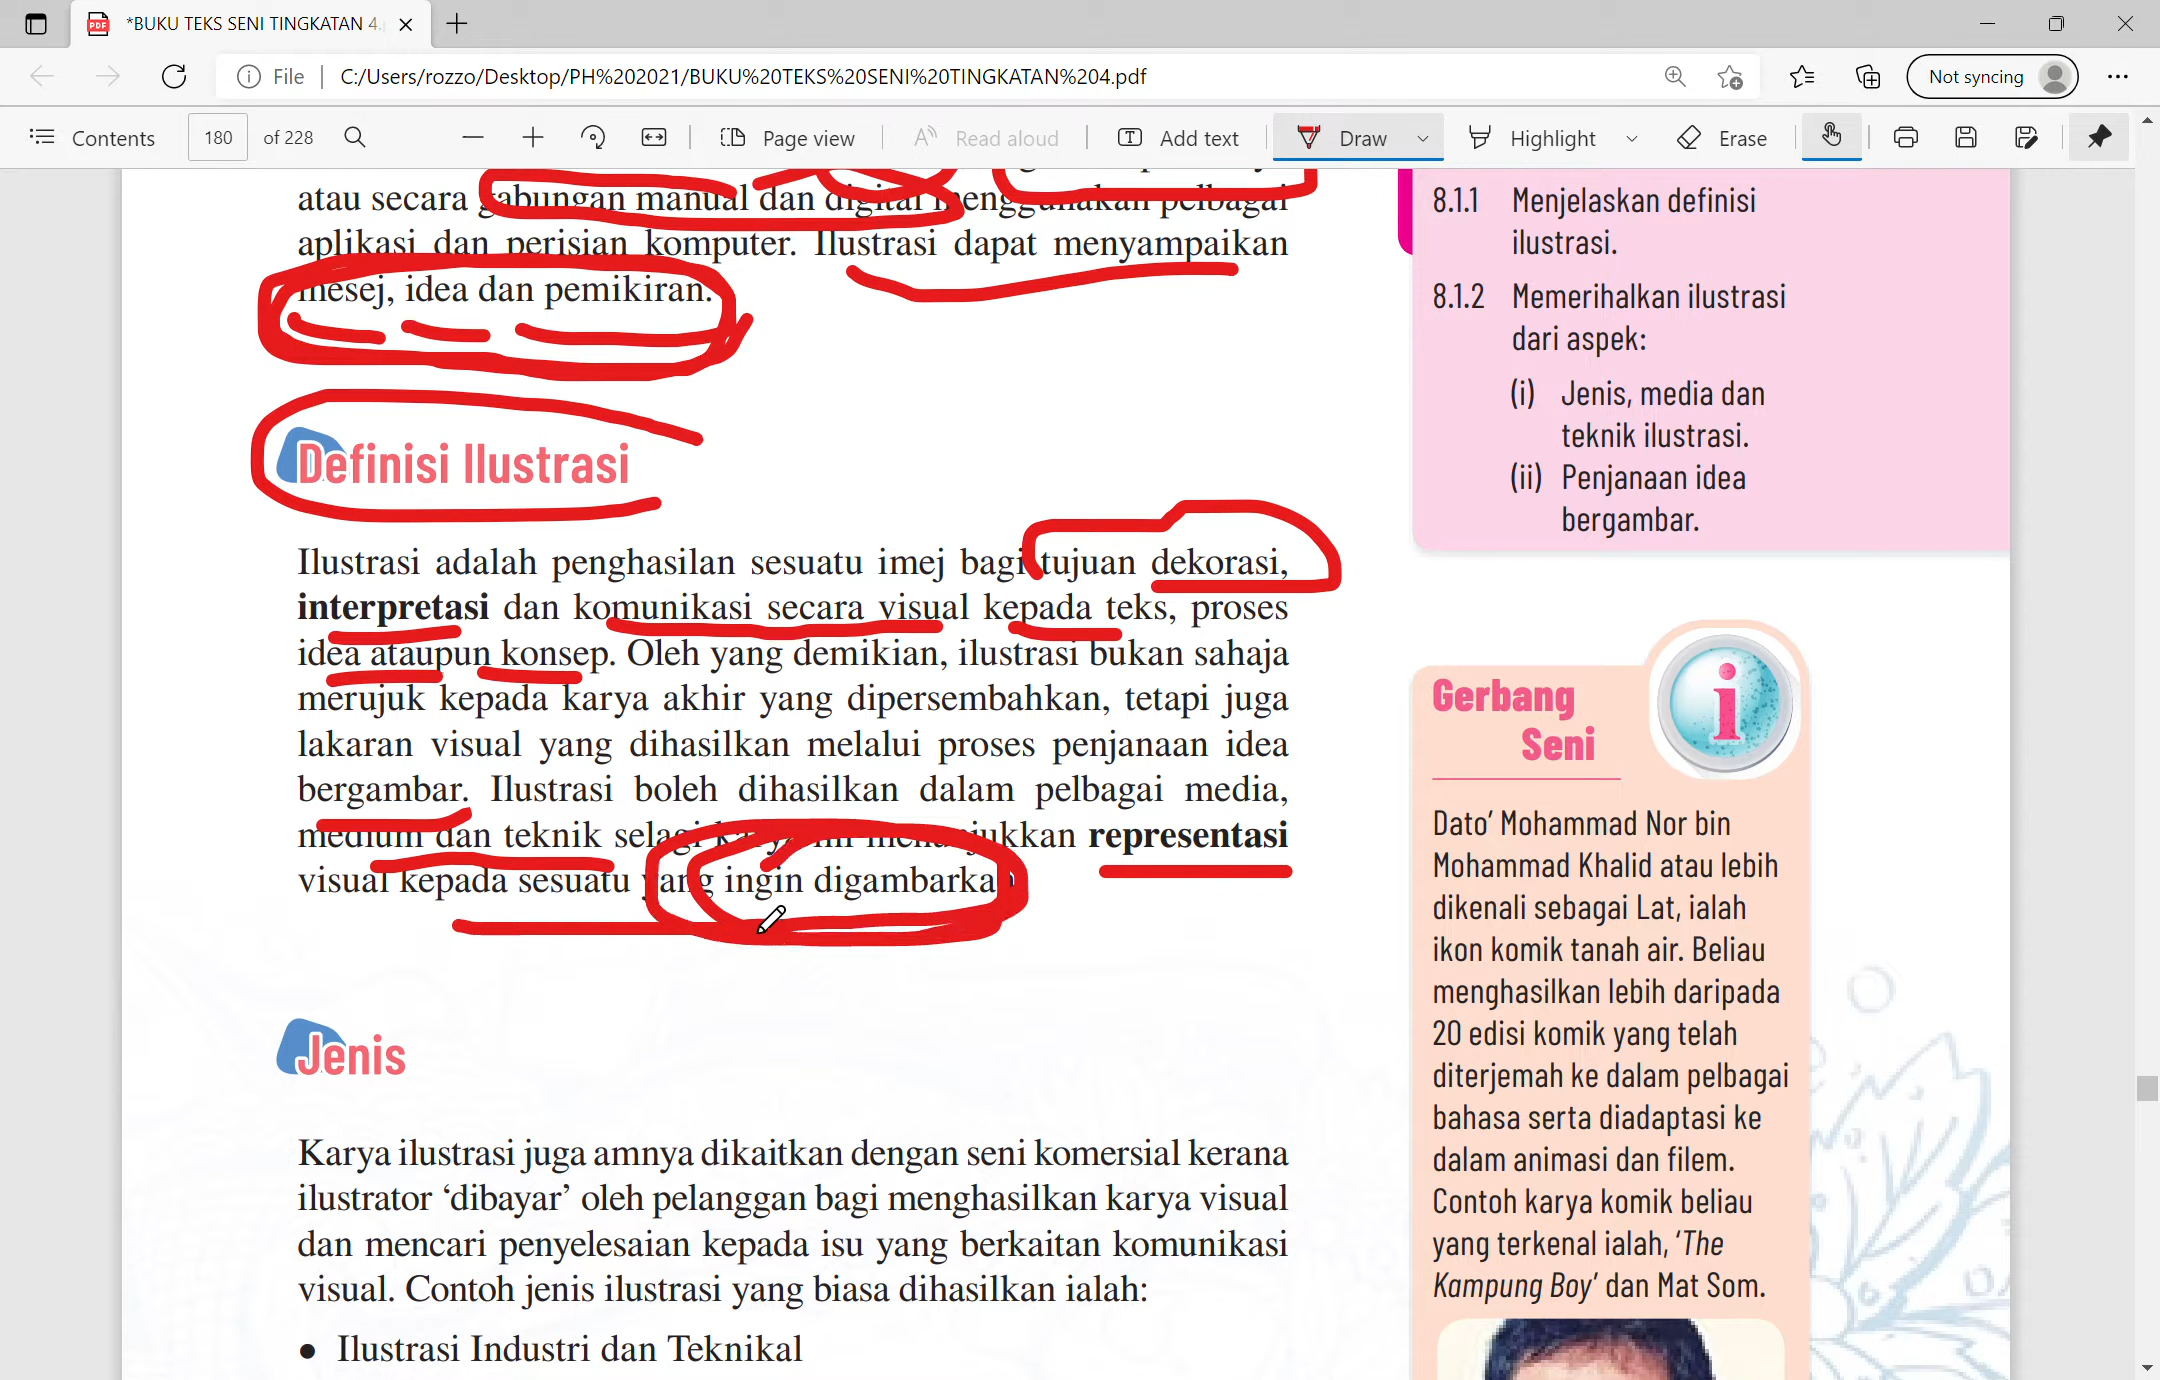 *BUKU TEKS SENI TINGKATAN 4.
File
C:/Users/rozzo/Desktop/PH%202021/BUKU%20TEKS%20SENI%20TINGKATAN%204.pdf
Not syncing
Contents
180
of 228
Page view
Read aloud
Add text
Draw
Highlight
Erase
atau secara gabungan manual dan digital menggunakan pelbagai
aplikasi dan perisian komputer. Ilustrasi dapat menyampaikan
mesej, idea dan pemikiran.
Definisi Ilustrasi
Ilustrasi adalah penghasilan sesuatu imej bagi tujuan dekorasi,
interpretasi dan komunikasi secara visual kepada teks, proses
idea ataupun konsep. Oleh yang demikian, ilustrasi bukan sahaja
merujuk kepada karya akhir yang dipersembahkan, tetapi juga
lakaran visual yang dihasilkan melalui proses penjanaan idea
bergambar. Ilustrasi boleh dihasilkan dalam pelbagai media,
medium dan teknik selagi karya ini menunjukkan representasi
visual kepada sesuatu yang ingin digambarkan
Jenis
Karya ilustrasi juga amnya dikaitkan dengan seni komersial kerana
ilustrator ‘dibayar’ oleh pelanggan bagi menghasilkan karya visual
dan mencari penyelesaian kepada isu yang berkaitan komunikasi
visual. Contoh jenis ilustrasi yang biasa dihasilkan ialah:
• Ilustrasi Industri dan Teknikal
8.1.1 Menjelaskan definisi
ilustrasi.
8.1.2 Memerihalkan ilustrasi
dari aspek:
(i) Jenis, media dan
teknik ilustrasi.
(ii) Penjanaan idea
bergambar.
Gerbang
Seni
i
Dato’ Mohammad Nor bin
Mohammad Khalid atau lebih
dikenali sebagai Lat, ialah
ikon komik tanah air. Beliau
menghasilkan lebih daripada
20 edisi komik yang telah
diterjemah ke dalam pelbagai
bahasa serta diadaptasi ke
dalam animasi dan filem.
Contoh karya komik beliau
yang terkenal ialah, ‘The
Kampung Boy’ dan Mat Som.